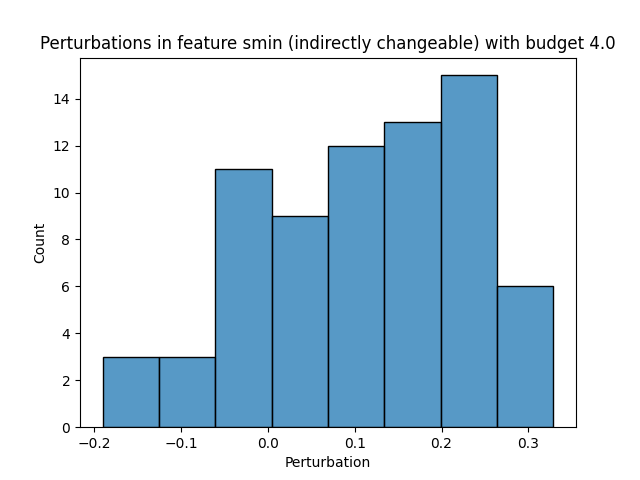 Perturbations in feature smin (indirectly changeable) with budget 4.0
14
12
10
8
6
4
2
0
Count
−0.2 −0.1 0.0 0.1 0.2 0.3
Perturbation